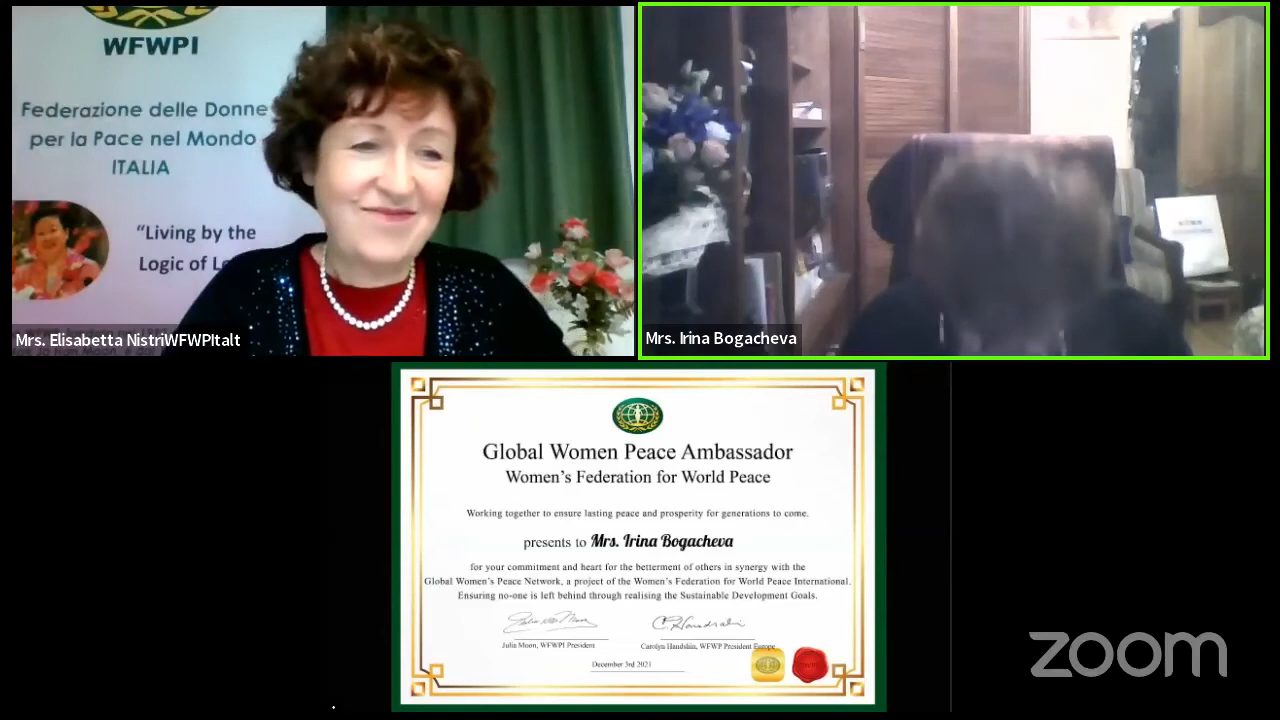 WFWPI
Federazione delle Donne
per la Pace nel Mondo
ITALIA
“Living by the
Logic of L
Mrs. Elisabetta NistriWFWPItalt
Mrs. Irina Bogacheva
Global Women Peace Ambassador
Women’s Federation for World Peace
Working together to ensure lasting peace and prosperity for generations to come.
presents to Mrs. Irina Bogacheva
for your commitment and heart for the betterment of others in synergy with the
Global Women’s Peace Network, a project of the Women’s Federation for World Peace International.
Ensuring no-one is left behind through realising the Sustainable Development Goals.
Julia Moon, WFWPI President
Carolyn Handshin, WFWP President Europe
December 3rd 2021
zoom